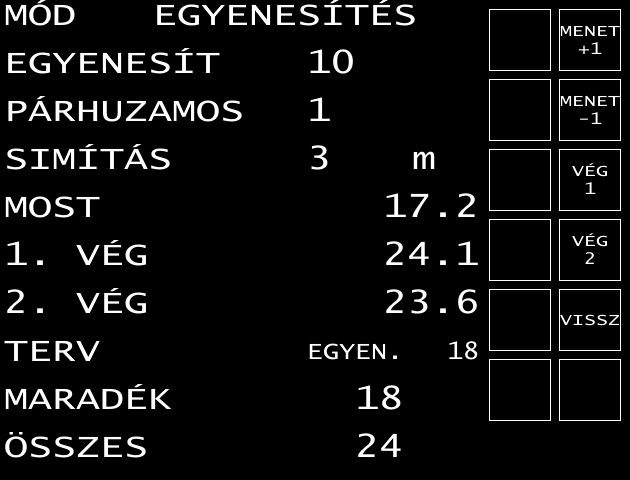 MÓD EGYENESÍTÉS
EGYENESÍT 10
PÁRHUZAMOS 1
SIMÍTÁS 3 m
MOST 17.2
1. VÉG 24.1
2. VÉG 23.6
TERV EGYEN. 18
MARADÉK 18
ÖSSZES 24
MENET
+1
MENET
-1
VÉG
1
VÉG
2
VISSZ